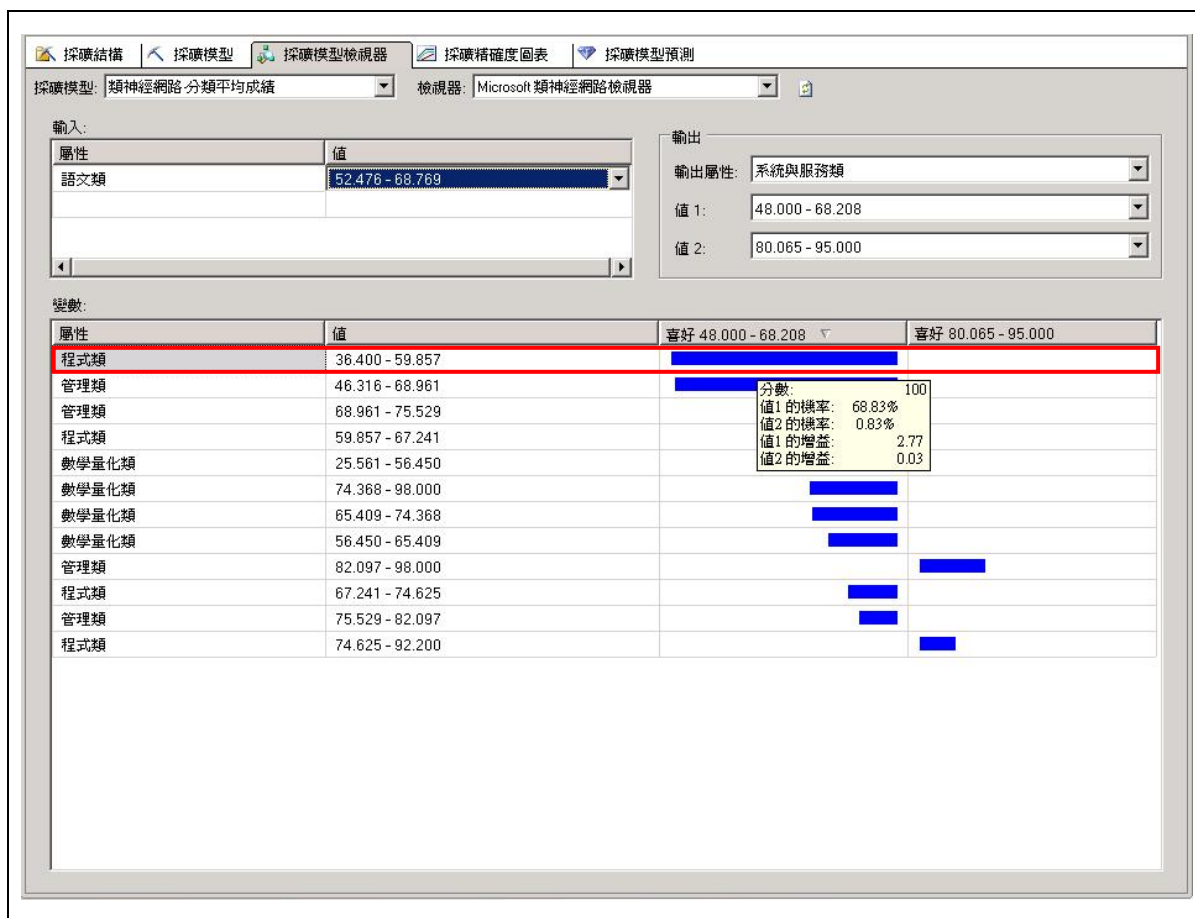 採礦結構 採礦模型 採礦模型檢視器 採礦精確度圖表 採礦模型預測
採礦模型: 類神經網路-分類平均成績 檢視器: Microsoft 類神經網路檢視器
輸入:
屬性 值
語文類 52.476 - 68.769
輸出
輸出屬性: 系統與服務類
值 1: 48.000 - 68.208
值 2: 80.065 - 95.000
變數:
屬性 值 喜好 48.000 - 68.208 喜好 80.065 - 95.000
程式類 36.400 - 59.857
管理類 46.316 - 68.961
管理類 68.961 - 75.529
程式類 59.857 - 67.241
數學量化類 25.561 - 56.450
數學量化類 74.368 - 98.000
數學量化類 65.409 - 74.368
數學量化類 56.450 - 65.409
管理類 82.097 - 98.000
程式類 67.241 - 74.625
管理類 75.529 - 82.097
程式類 74.625 - 92.200
分數: 100
值1 的機率: 68.83%
值2 的機率: 0.83%
值1 的增益: 2.77
值2 的增益: 0.03